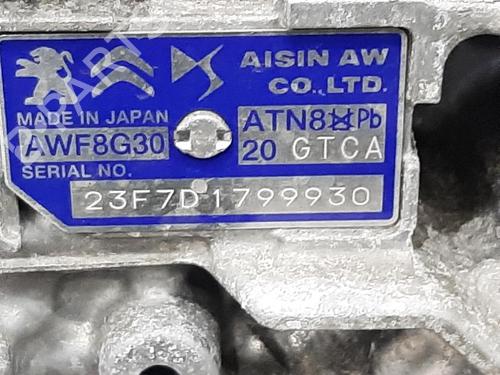 AISIN AW
CO.,LTD.
MADE IN JAPAN
AWF8G30
ATN8 Pb
20 GTCA
SERIAL NO.
23F7D1799930